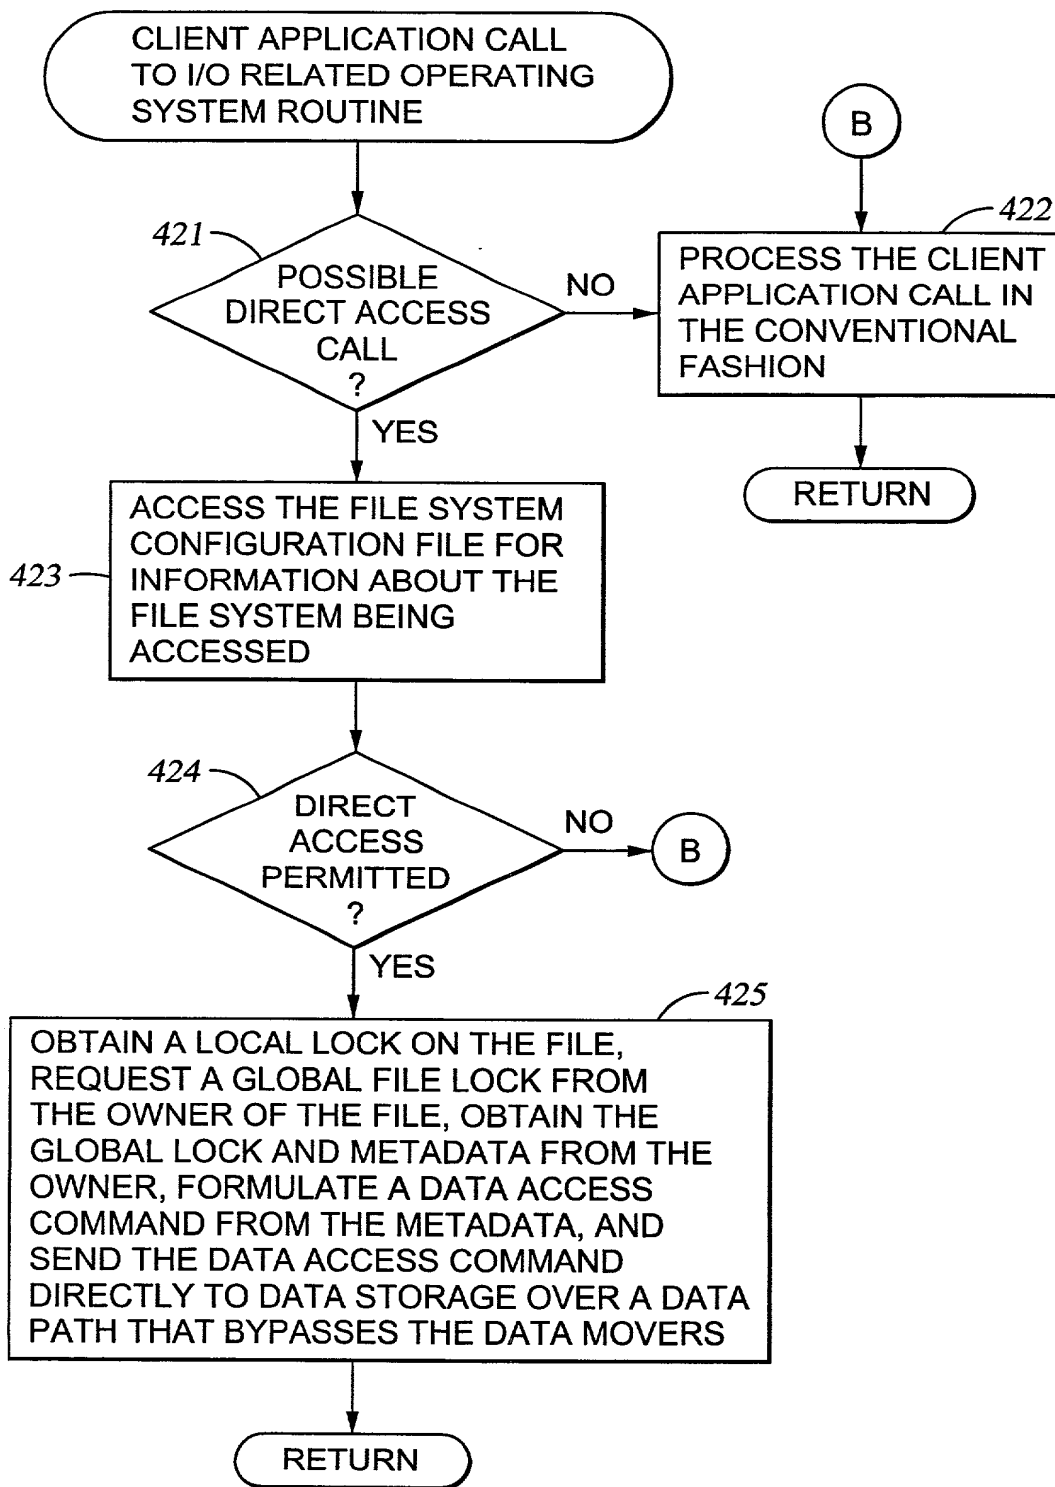 CLIENT APPLICATION CALL
TO I/O RELATED OPERATING
SYSTEM ROUTINE
B
421
422
POSSIBLE
DIRECT ACCESS
CALL
?
NO
YES
PROCESS THE CLIENT
APPLICATION CALL IN
THE CONVENTIONAL
FASHION
RETURN
423
ACCESS THE FILE SYSTEM
CONFIGURATION FILE FOR
INFORMATION ABOUT THE
FILE SYSTEM BEING
ACCESSED
424
DIRECT
ACCESS
PERMITTED
?
NO
B
YES
425
OBTAIN A LOCAL LOCK ON THE FILE,
REQUEST A GLOBAL FILE LOCK FROM
THE OWNER OF THE FILE, OBTAIN THE
GLOBAL LOCK AND METADATA FROM THE
OWNER, FORMULATE A DATA ACCESS
COMMAND FROM THE METADATA, AND
SEND THE DATA ACCESS COMMAND
DIRECTLY TO DATA STORAGE OVER A DATA
PATH THAT BYPASSES THE DATA MOVERS
RETURN